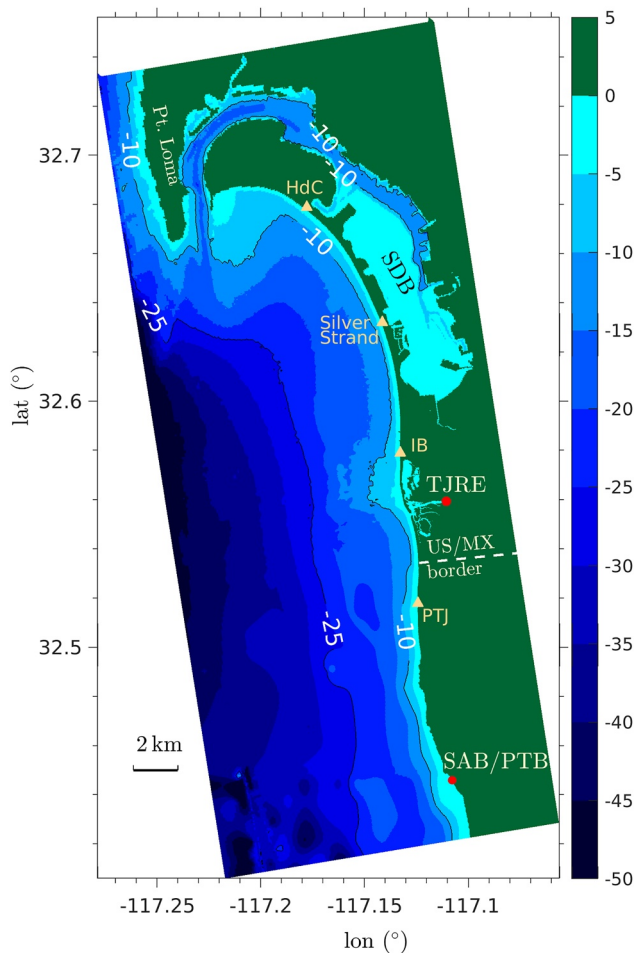 5
0
-5
-10
-15
-20
-25
-30
-35
-40
-45
-50
32.7
32.6
32.5
lat (°)
-117.25
-117.2
-117.15
-117.1
lon (°)
-10
Pt. Loma
-10
-10
HdC
-10
SDB
-25
Silver
Strand
IB
TJRE
US/MX
border
PTJ
-25
-10
2 km
SAB/PTB